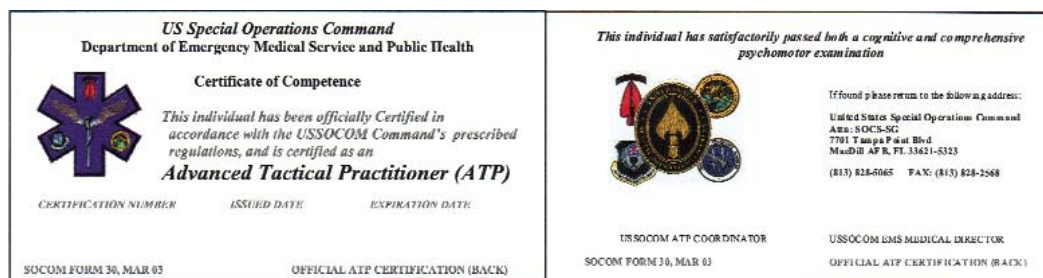 US Special Operations Command
Department of Emergency Medical Service and Public Health
Certificate of Competence
This individual has been officially Certified in
accordance with the USSOCOM Command's prescribed
regulations, and is certified as an
Advanced Tactical Practitioner (ATP)
CERTIFICATION NUMBER ISSUED DATE EXPIRATION DATE
SOCOM FORM 30, MAR 03 OFFICIAL ATP CERTIFICATION (BACK)
This individual has satisfactorily passed both a cognitive and comprehensive
psychomotor examination
If found please return to the following address:
United States Special Operations Command
Attn: SOCS-SG
7701 Tampa Point Blvd
MacDill AFB, FL 33621-5323
(813) 828-5065 FAX: (813) 828-2568
USSOCOM ATP COORDINATOR USSOCOM EMS MEDICAL DIRECTOR
SOCOM FORM 30, MAR 03 OFFICIAL ATP CERTIFICATION (BACK)